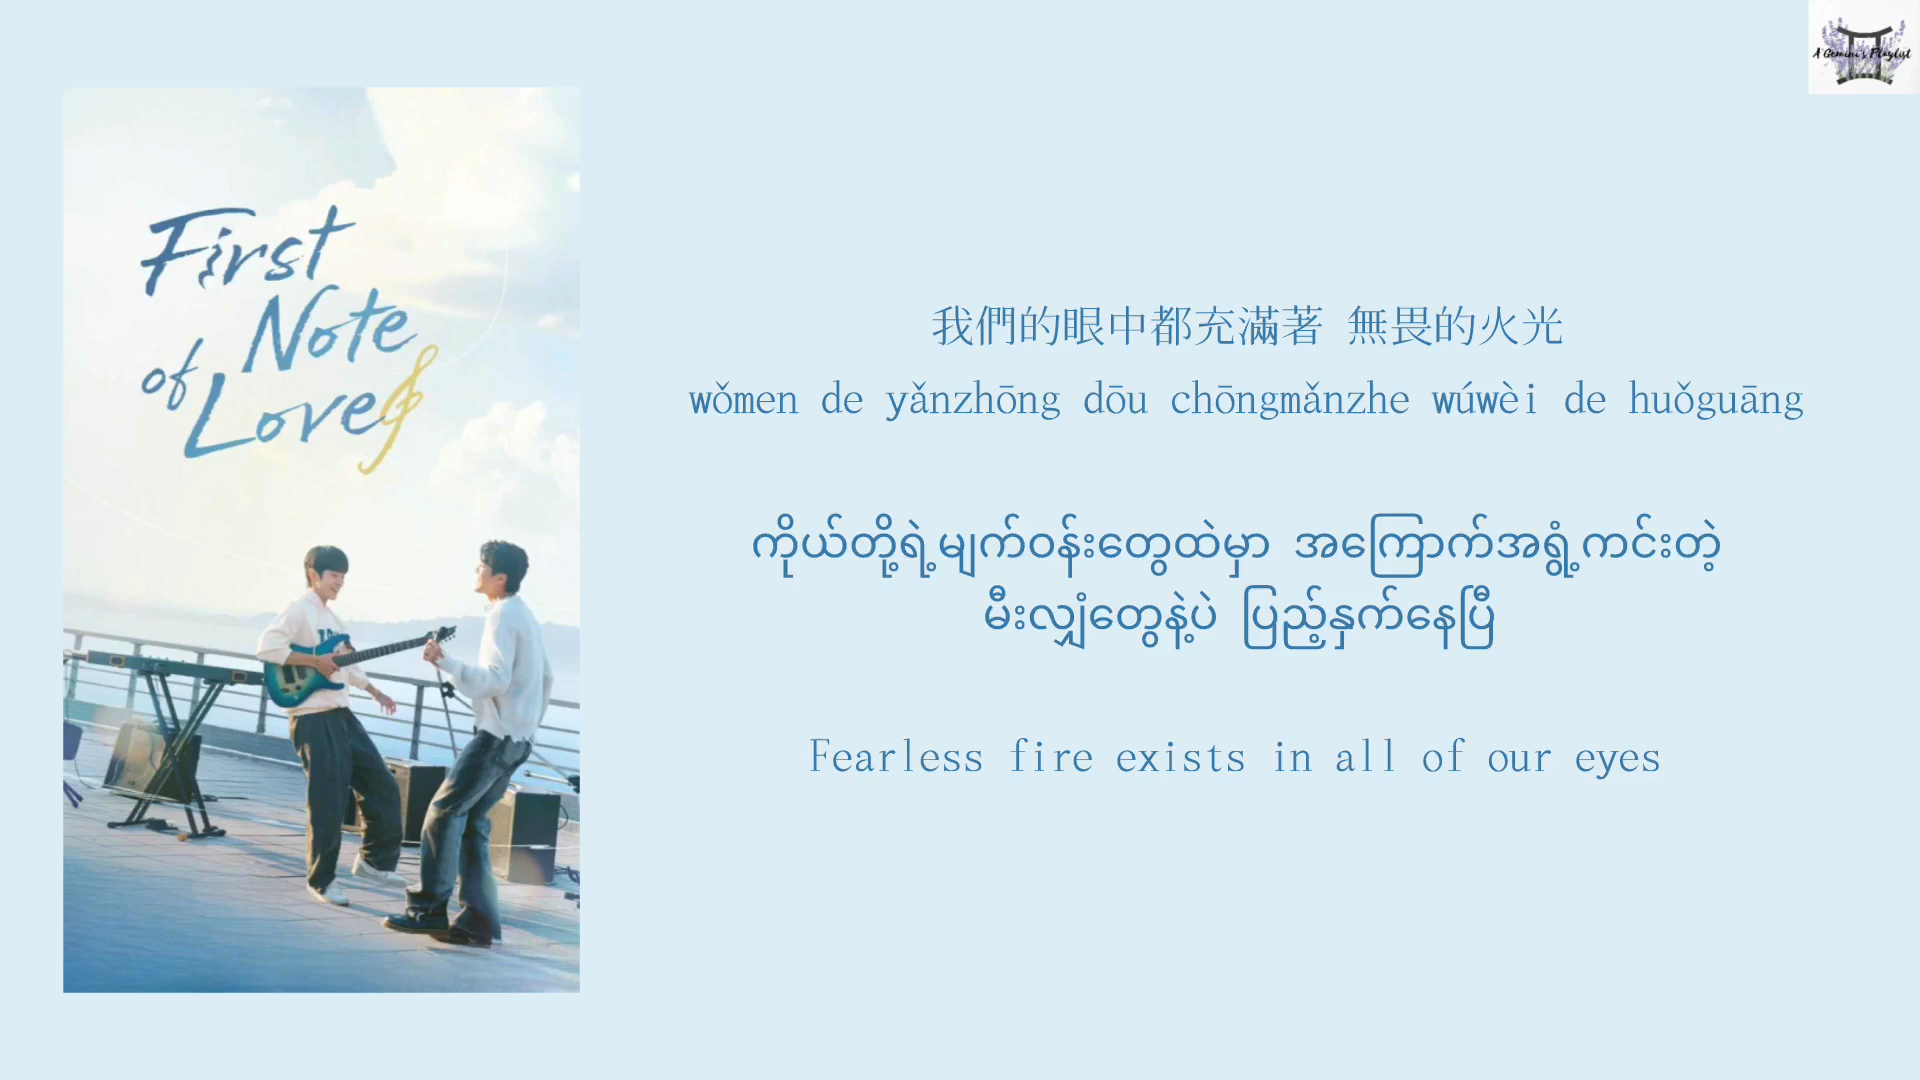 A Gemini's Playlist
First
Note
of Love
我們的眼中都充滿著 無畏的火光
wǒmen de yǎnzhōng dōu chōngmǎnzhe wúwèi de huǒguāng
ကိုယ်တို့ရဲ့မျက်ဝန်းတွေထဲမှာ အကြောက်အရွံ့ကင်းတဲ့
မီးလျှံတွေနဲ့ပဲ ပြည့်နှက်နေပြီ
Fearless fire exists in all of our eyes